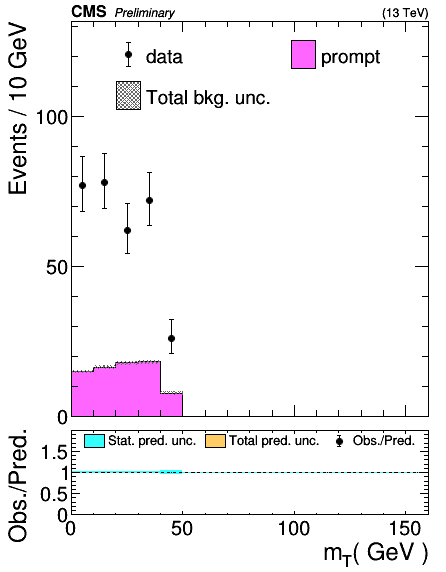 CMS Preliminary (13 TeV)
Events / 10 GeV
data prompt
Total bkg. unc.
100
50
0
Obs./Pred.
Stat. pred. unc. Total pred. unc. Obs./Pred.
1.5
1
0.5
0
0 50 100 150
m_T( GeV )